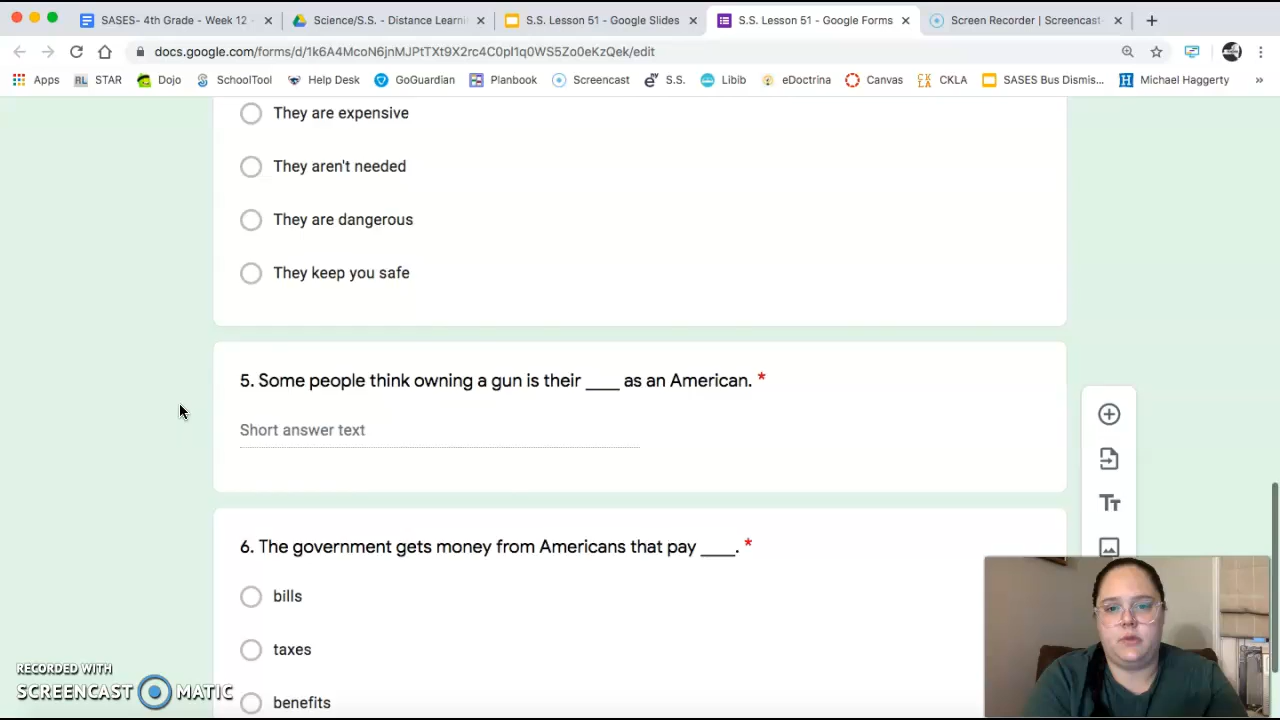 SASES- 4th Grade - Week 12 -
Science/S.S. - Distance Learni
S.S. Lesson 51 - Google Slides
S.S. Lesson 51 - Google Forms
Screen Recorder | Screencast-
docs.google.com/forms/d/1k6A4McoN6jnMJPtTXt9X2rc4C0pI1q0WS5Zo0eKzQek/edit
Apps
RL STAR
Dojo
SchoolTool
Help Desk
GoGuardian
Planbook
Screencast
S.S.
Libib
eDoctrina
Canvas
CK LA CKLA
SASES Bus Dismis...
Michael Haggerty
They are expensive
They aren't needed
They are dangerous
They keep you safe
5. Some people think owning a gun is their ____ as an American. *
Short answer text
6. The government gets money from Americans that pay ____. *
bills
taxes
benefits
RECORDED WITH
SCREENCAST MATIC